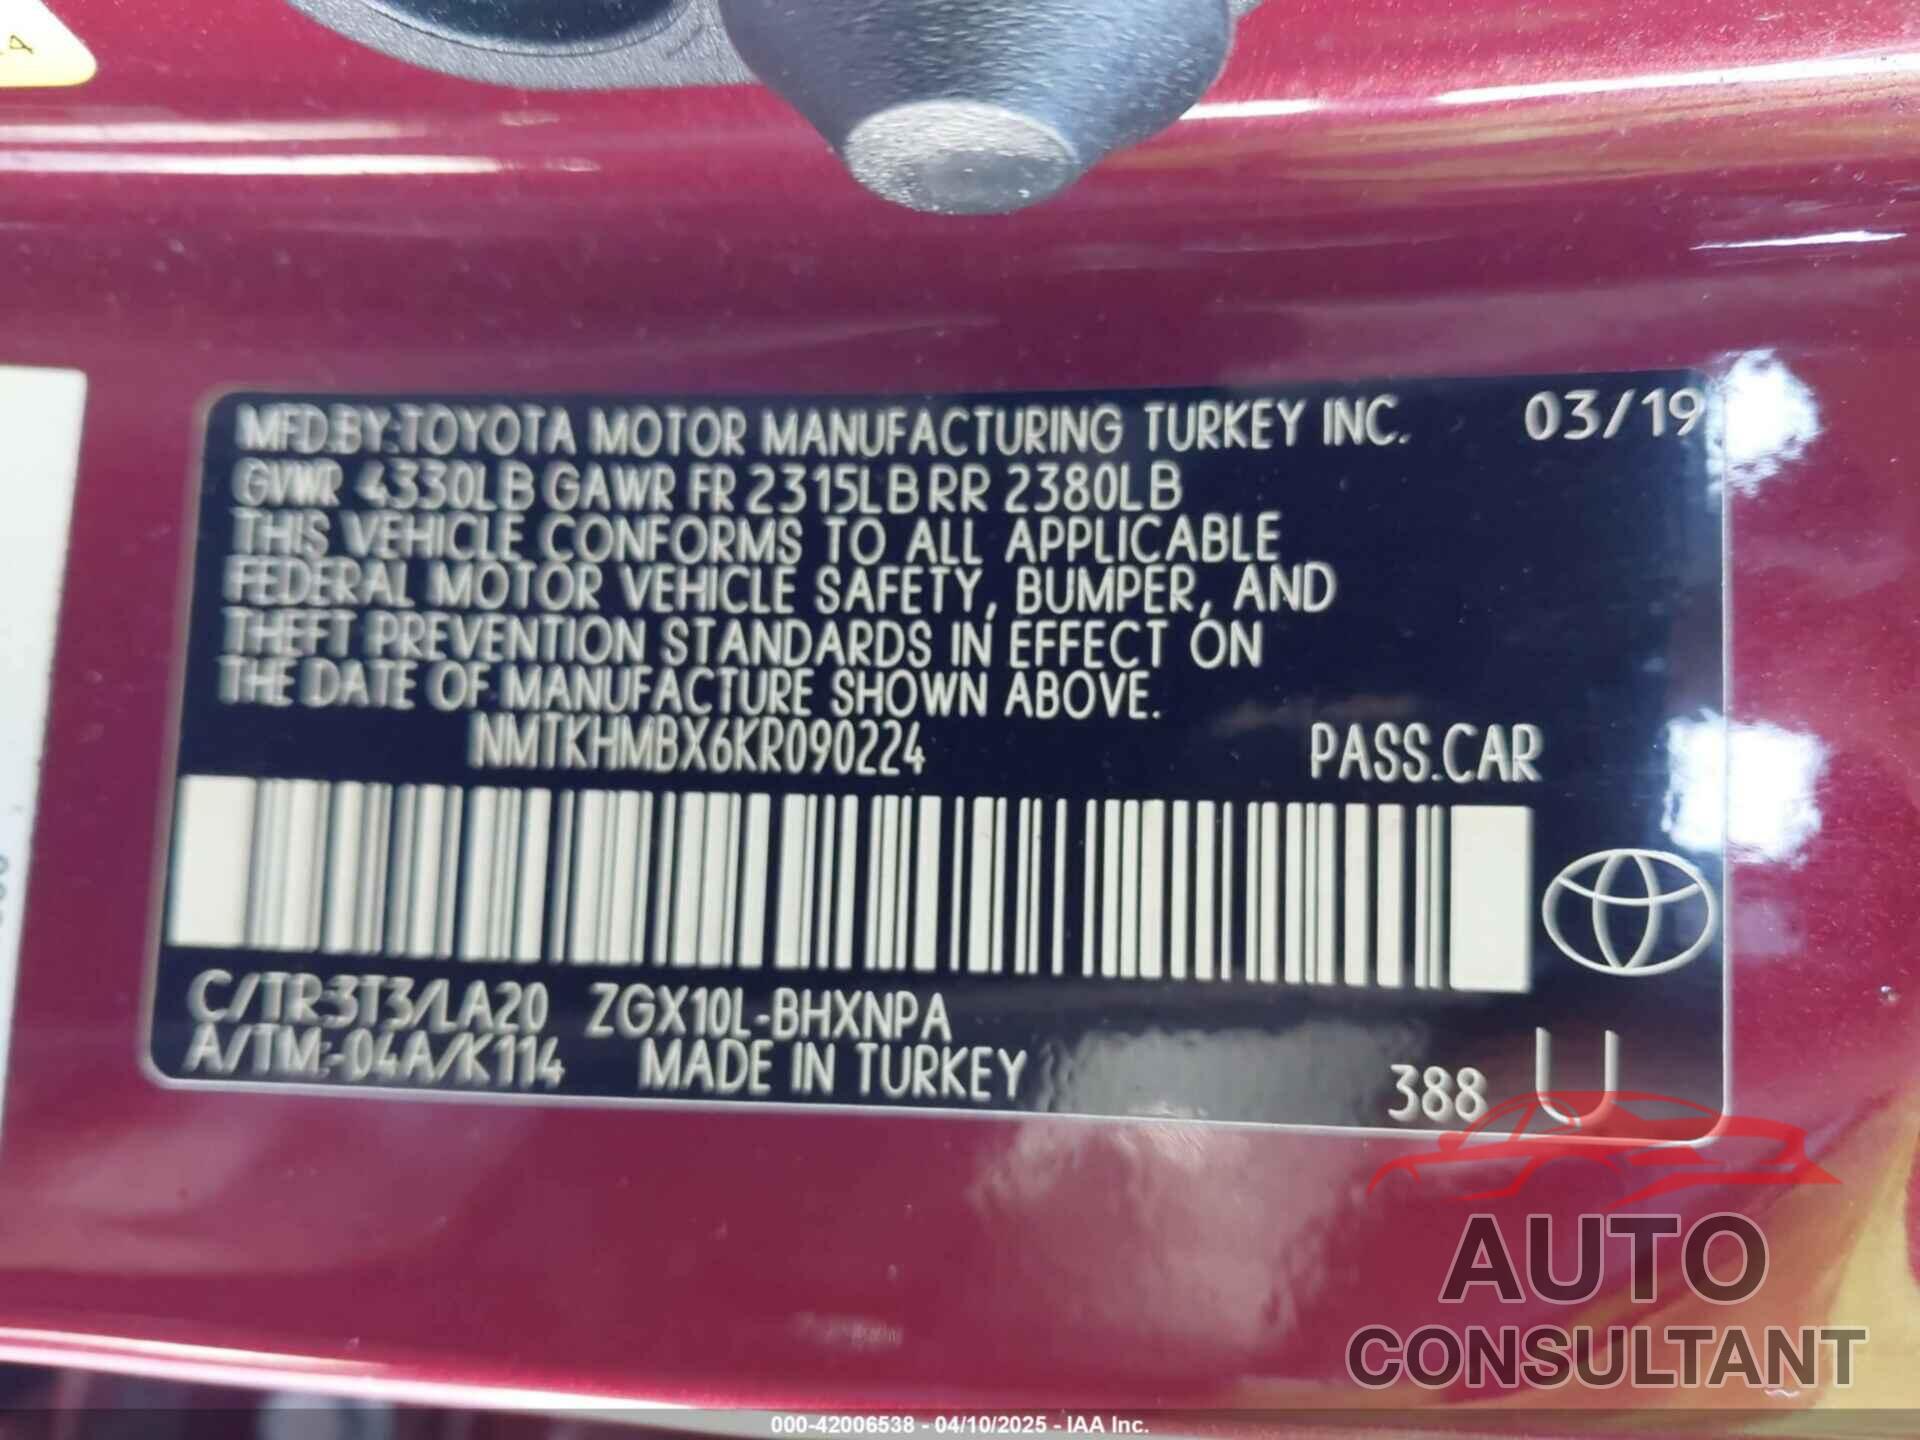 MFD.BY:TOYOTA MOTOR MANUFACTURING TURKEY INC. 03/19
GVWR 4330LB GAWR FR 2315LB RR 2380LB
THIS VEHICLE CONFORMS TO ALL APPLICABLE
FEDERAL MOTOR VEHICLE SAFETY, BUMPER, AND
THEFT PREVENTION STANDARDS IN EFFECT ON
THE DATE OF MANUFACTURE SHOWN ABOVE.
NMTKHMBX6KR090224 PASS.CAR
C/TR:3T3/LA20 ZGX10L-BHXNPA
A/TM:-04A/K114 MADE IN TURKEY
388 U
AUTO
CONSULTANT
000-42006538 - 04/10/2025 - IAA Inc.